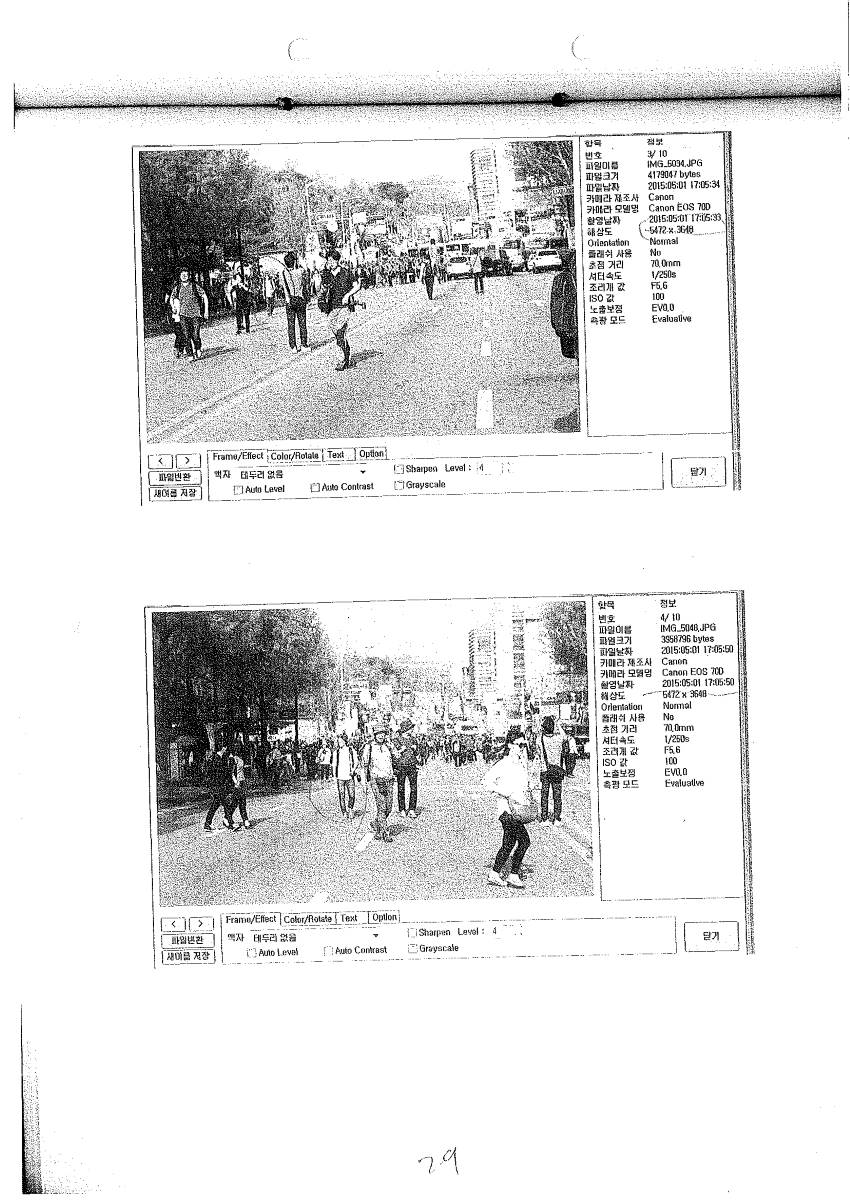 항목 정보
번호 3/ 10
파일이름 IMG_5034.JPG
파일크기 4179047 bytes
파일날짜 2015:05:01 17:05:34
카메라 제조사 Canon
카메라 모델명 Canon EOS 70D
촬영날짜 2015:05:01 17:05:33
해상도 5472 x 3648
Orientation Normal
플래쉬 사용 No
초점 거리 70.0mm
셔터속도 1/250s
조리개 값 F5.6
ISO 값 100
노출보정 EV0.0
측광 모드 Evaluative
< > Frame/Effect Color/Rotate Text Option
파일변환 액자 테두리 없음 Sharpen Level : 4 닫기
새이름 저장 Auto Level Auto Contrast Grayscale
항목 정보
번호 4/ 10
파일이름 IMG_5046.JPG
파일크기 3958796 bytes
파일날짜 2015:05:01 17:05:50
카메라 제조사 Canon
카메라 모델명 Canon EOS 70D
촬영날짜 2015:05:01 17:05:50
해상도 5472 x 3648
Orientation Normal
플래쉬 사용 No
초점 거리 70.0mm
셔터속도 1/250s
조리개 값 F5.6
ISO 값 100
노출보정 EV0.0
측광 모드 Evaluative
< > Frame/Effect Color/Rotate Text Option
파일변환 액자 테두리 없음 Sharpen Level : 4 닫기
새이름 저장 Auto Level Auto Contrast Grayscale
29